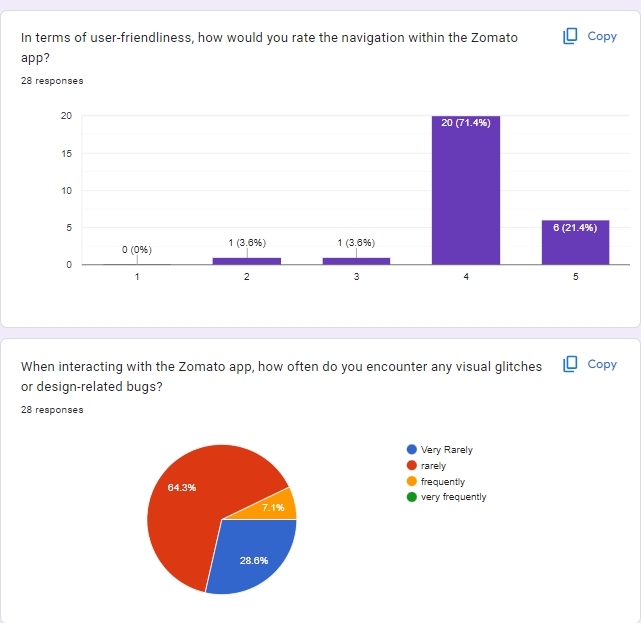 In terms of user-friendliness, how would you rate the navigation within the Zomato
app?
Copy
28 responses
20
15
10
5
0
0 (0%)
1 (3.6%)
1 (3.6%)
20 (71.4%)
6 (21.4%)
1
2
3
4
5
When interacting with the Zomato app, how often do you encounter any visual glitches
or design-related bugs?
Copy
28 responses
64.3%
7.1%
28.6%
Very Rarely
rarely
frequently
very frequently